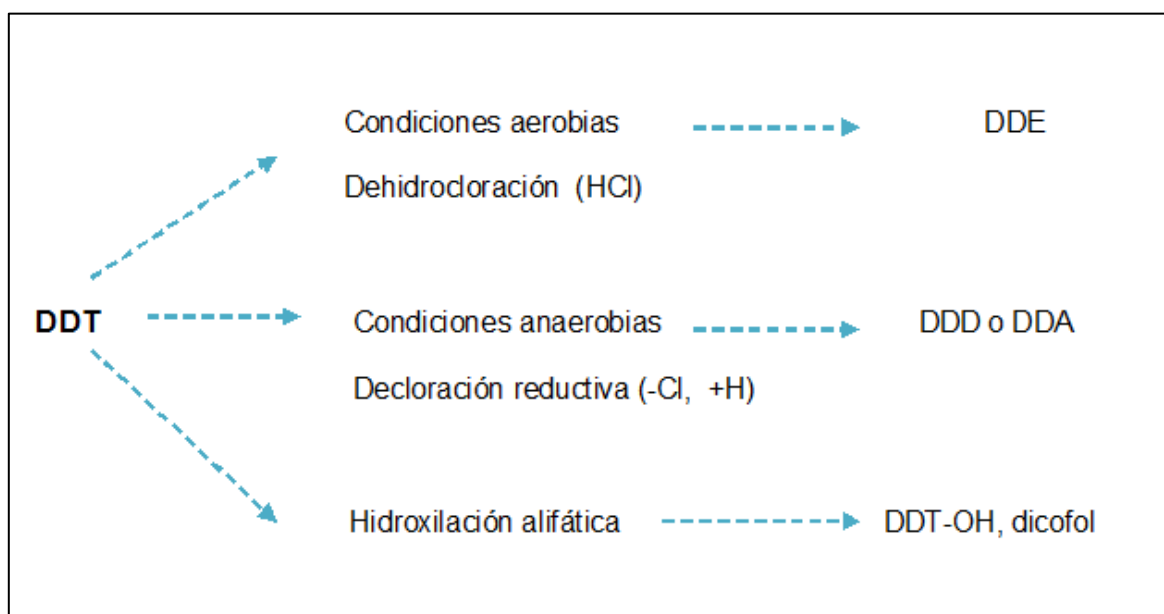 Condiciones aerobias
DDE
Dehidrocloración (HCl)
DDT
Condiciones anaerobias
DDD o DDA
Decloración reductiva (-Cl, +H)
Hidroxilación alifática
DDT-OH, dicofol